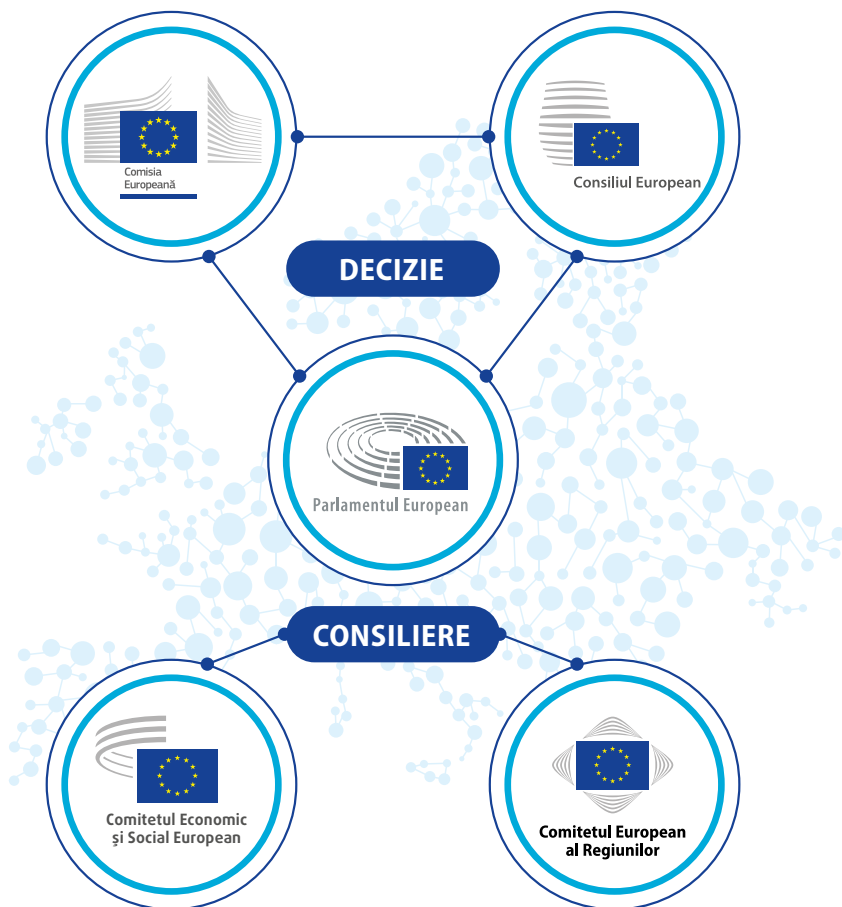 Comisia
Europeană
Consiliul European
DECIZIE
Parlamentul European
CONSILIERE
Comitetul Economic
și Social European
Comitetul European
al Regiunilor